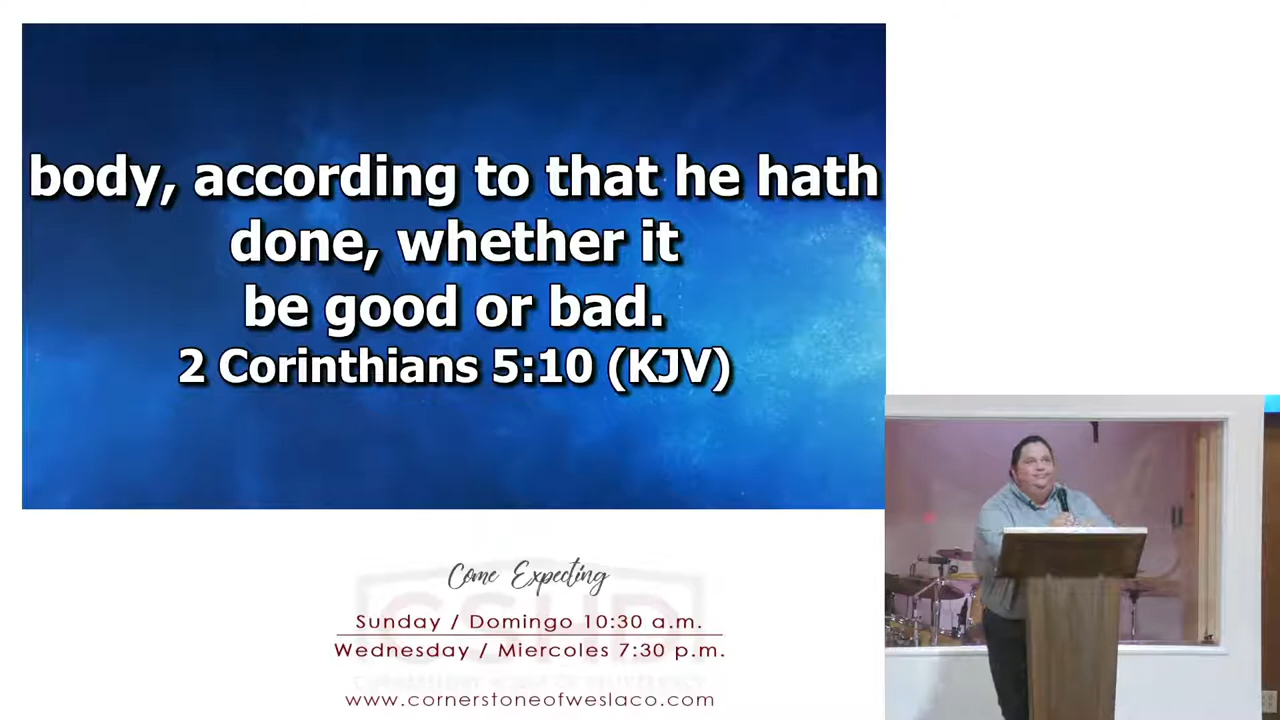 body, according to that he hath
done, whether it
be good or bad.
2 Corinthians 5:10 (KJV)
Come Expecting
Sunday / Domingo 10:30 a.m.
Wednesday / Miercoles 7:30 p.m.
www.cornerstoneofweslaco.com